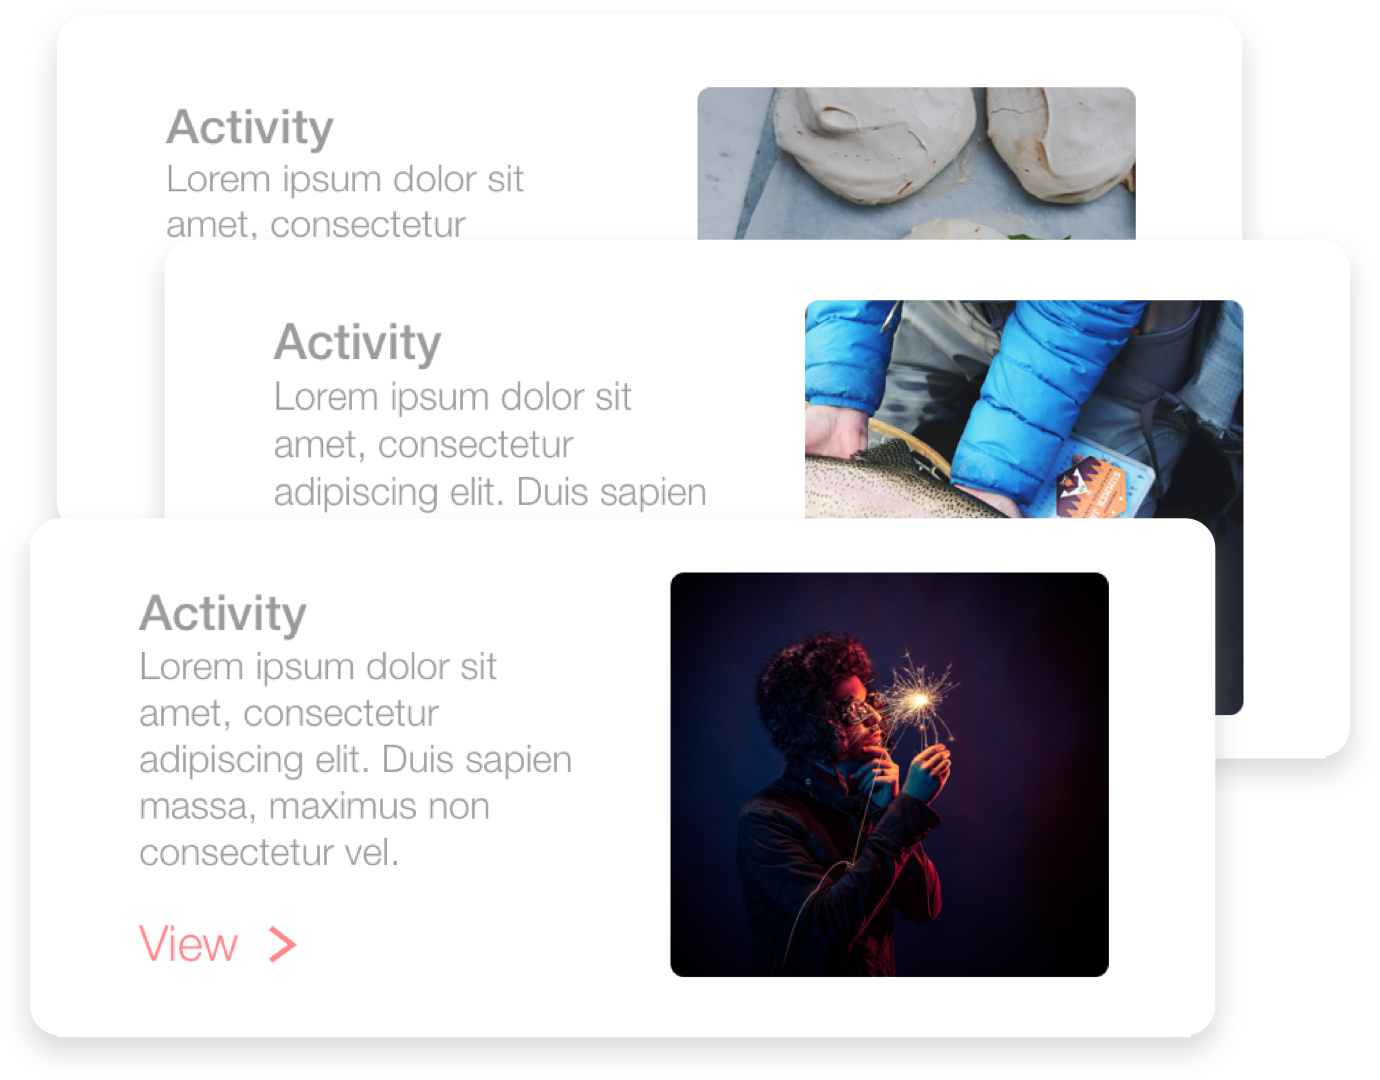 Activity
Lorem ipsum dolor sit
amet, consectetur
Activity
Lorem ipsum dolor sit
amet, consectetur
adipiscing elit. Duis sapien
Activity
Lorem ipsum dolor sit
amet, consectetur
adipiscing elit. Duis sapien
massa, maximus non
consectetur vel.
View >